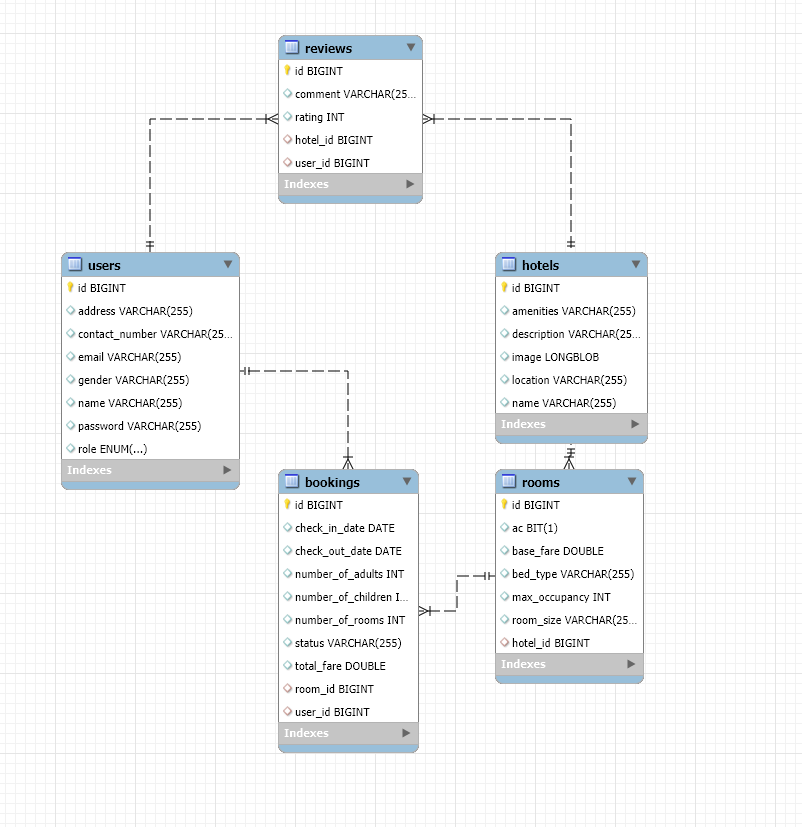 reviews
id BIGINT
comment VARCHAR(25...
rating INT
hotel_id BIGINT
user_id BIGINT
Indexes
users
id BIGINT
address VARCHAR(255)
contact_number VARCHAR(25...
email VARCHAR(255)
gender VARCHAR(255)
name VARCHAR(255)
password VARCHAR(255)
role ENUM(...)
Indexes
hotels
id BIGINT
amenities VARCHAR(255)
description VARCHAR(25...
image LONGBLOB
location VARCHAR(255)
name VARCHAR(255)
Indexes
bookings
id BIGINT
check_in_date DATE
check_out_date DATE
number_of_adults INT
number_of_children I...
number_of_rooms INT
status VARCHAR(255)
total_fare DOUBLE
room_id BIGINT
user_id BIGINT
Indexes
rooms
id BIGINT
ac BIT(1)
base_fare DOUBLE
bed_type VARCHAR(255)
max_occupancy INT
room_size VARCHAR(25...
hotel_id BIGINT
Indexes